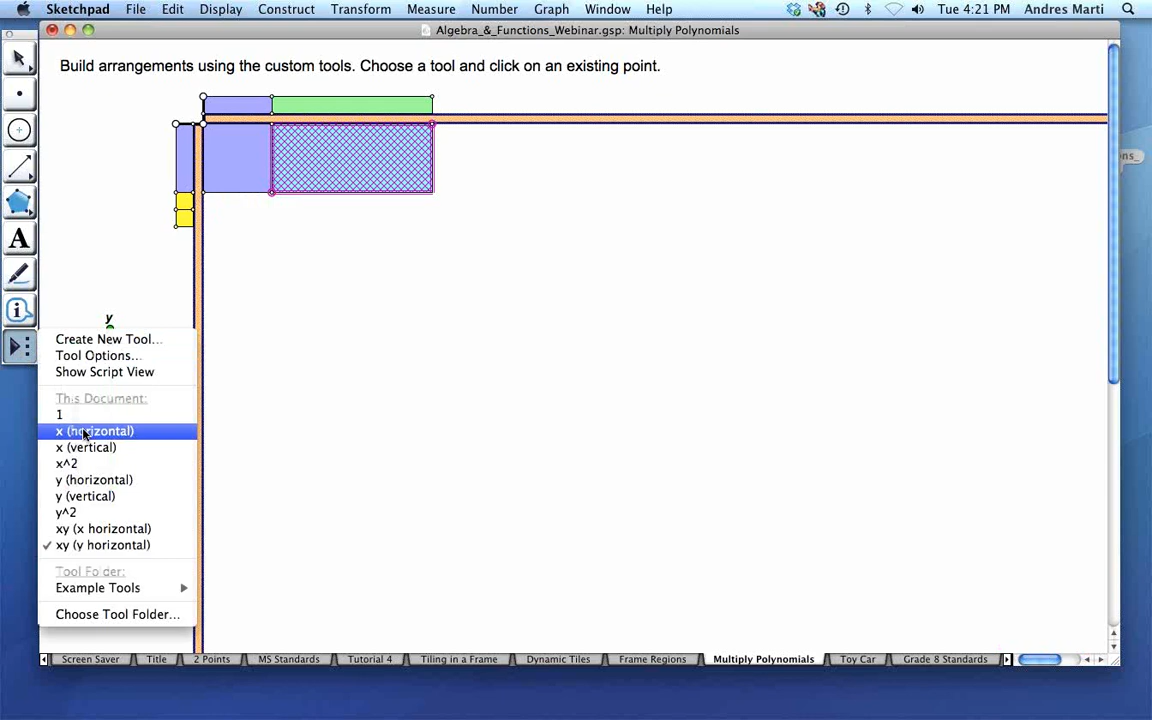 Sketchpad File Edit Display Construct Transform Measure Number Graph Window Help Tue 4:21 PM Andres Marti
Algebra_&_Functions_Webinar.gsp: Multiply Polynomials
Build arrangements using the custom tools. Choose a tool and click on an existing point.
A
y
Create New Tool...
Tool Options...
Show Script View
This Document:
1
x (horizontal)
x (vertical)
x^2
y (horizontal)
y (vertical)
y^2
xy (x horizontal)
✓ xy (y horizontal)
Tool Folder:
Example Tools
Choose Tool Folder...
Screen Saver Title 2 Points MS Standards Tutorial 4 Tiling in a Frame Dynamic Tiles Frame Regions Multiply Polynomials Toy Car Grade 8 Standards